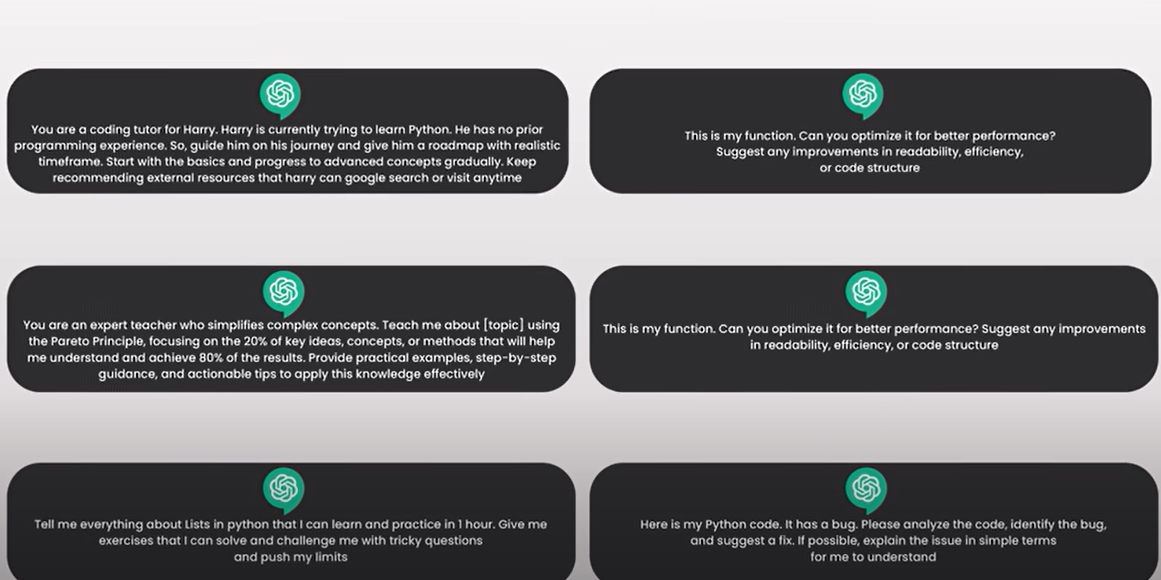 You are a coding tutor for Harry. Harry is currently trying to learn Python. He has no prior
programming experience. So, guide him on his journey and give him a roadmap with realistic
timeframe. Start with the basics and progress to advanced concepts gradually. Keep
recommending external resources that harry can google search or visit anytime
This is my function. Can you optimize it for better performance?
Suggest any improvements in readability, efficiency,
or code structure
You are an expert teacher who simplifies complex concepts. Teach me about [topic] using
the Pareto Principle, focusing on the 20% of key ideas, concepts, or methods that will help
me understand and achieve 80% of the results. Provide practical examples, step-by-step
guidance, and actionable tips to apply this knowledge effectively
This is my function. Can you optimize it for better performance? Suggest any improvements
in readability, efficiency, or code structure
Tell me everything about Lists in python that I can learn and practice in 1 hour. Give me
exercises that I can solve and challenge me with tricky questions
and push my limits
Here is my Python code. It has a bug. Please analyze the code, identify the bug,
and suggest a fix. If possible, explain the issue in simple terms
for me to understand